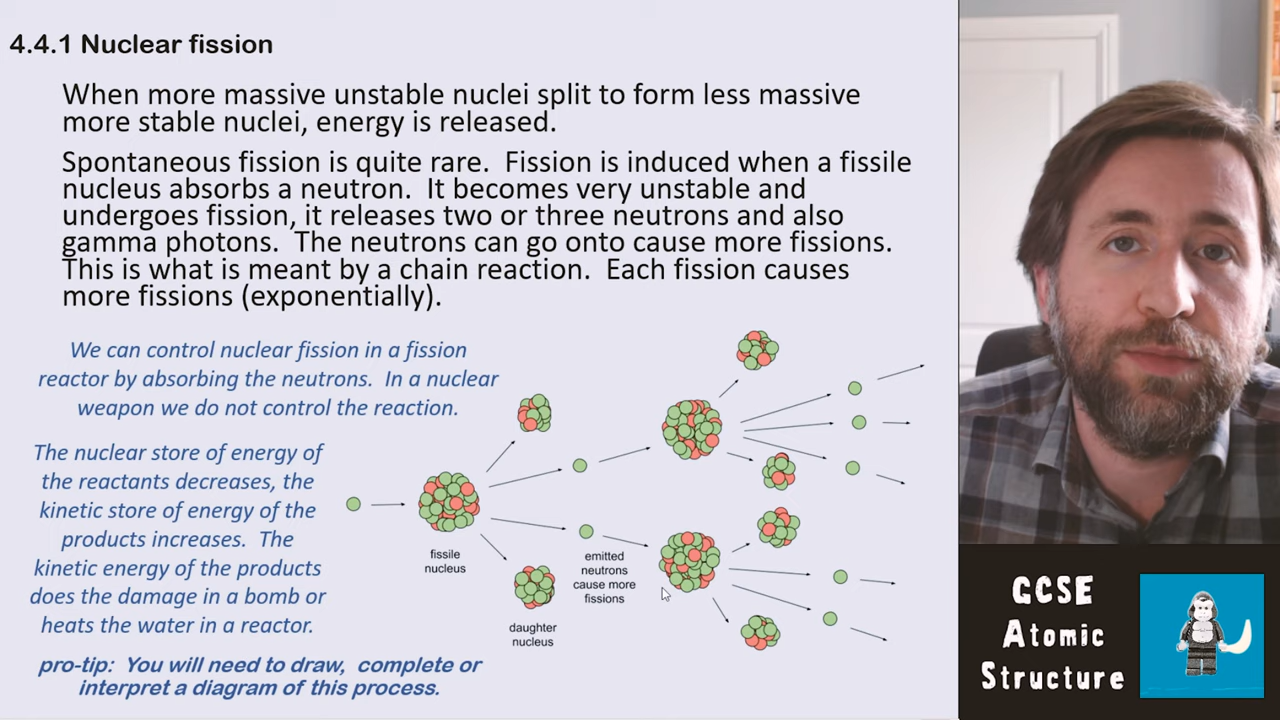 4.4.1 Nuclear fission
When more massive unstable nuclei split to form less massive
more stable nuclei, energy is released.
Spontaneous fission is quite rare.  Fission is induced when a fissile
nucleus absorbs a neutron.  It becomes very unstable and
undergoes fission, it releases two or three neutrons and also
gamma photons.  The neutrons can go onto cause more fissions.
This is what is meant by a chain reaction.  Each fission causes
more fissions (exponentially).
We can control nuclear fission in a fission
reactor by absorbing the neutrons.  In a nuclear
weapon we do not control the reaction.
The nuclear store of energy of
the reactants decreases, the
kinetic store of energy of the
products increases.  The
kinetic energy of the products
does the damage in a bomb or
heats the water in a reactor.
pro-tip:  You will need to draw,  complete or
interpret a diagram of this process.
fissile
nucleus
emitted
neutrons
cause more
fissions
daughter
nucleus
GCSE
Atomic
Structure